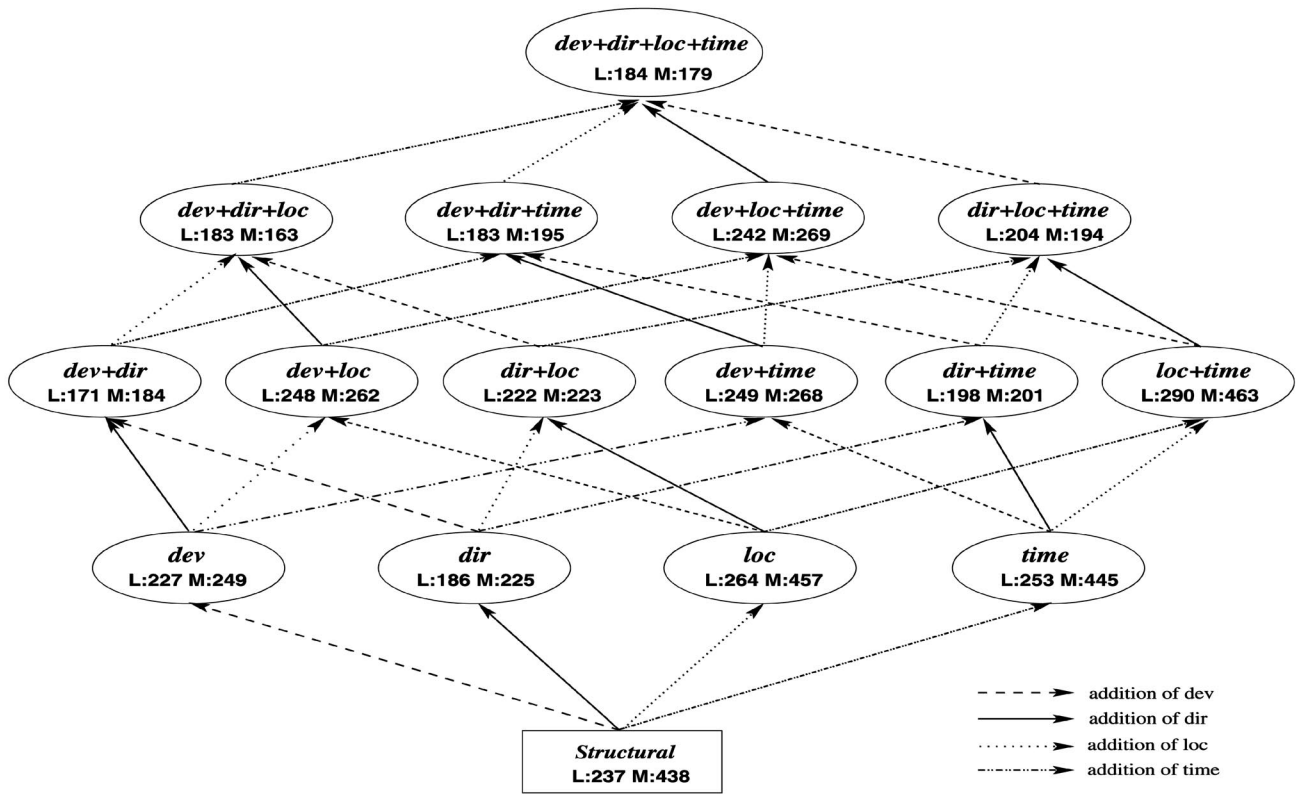 dev+dir+loc+time
L:184 M:179
dev+dir+loc
L:183 M:163
dev+dir+time
L:183 M:195
dev+loc+time
L:242 M:269
dir+loc+time
L:204 M:194
dev+dir
L:171 M:184
dev+loc
L:248 M:262
dir+loc
L:222 M:223
dev+time
L:249 M:268
dir+time
L:198 M:201
loc+time
L:290 M:463
dev
L:227 M:249
dir
L:186 M:225
loc
L:264 M:457
time
L:253 M:445
Structural
L:237 M:438
addition of dev
addition of dir
addition of loc
addition of time